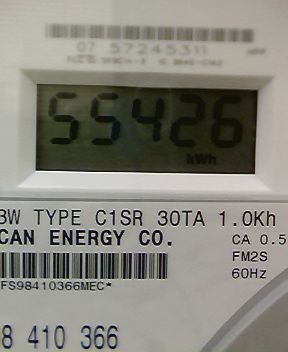 07 57245311
55426
kWh
3W TYPE C1SR 30TA 1.0Kh
CAN ENERGY CO.
CA 0.5
FM2S
FS98410366MEC*
60Hz
98 410 366